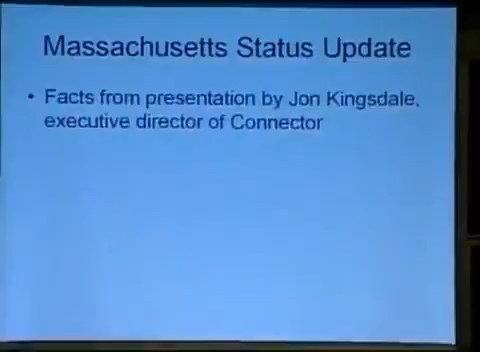 Massachusetts Status Update
• Facts from presentation by Jon Kingsdale,
executive director of Connector